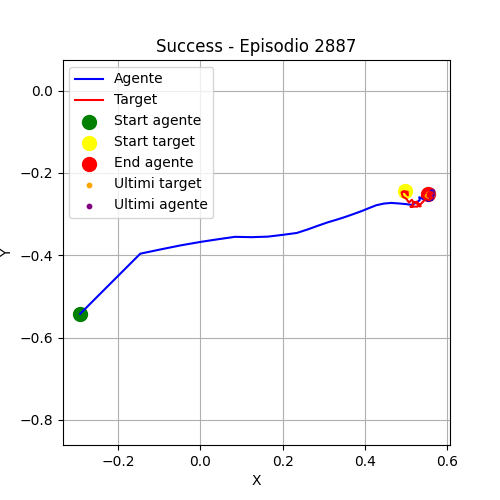 Success - Episodio 2887
Agente
Target
Start agente
Start target
End agente
Ultimi target
Ultimi agente
0.0
−0.2
−0.4
−0.6
−0.8
Y
−0.2
0.0
0.2
0.4
0.6
X